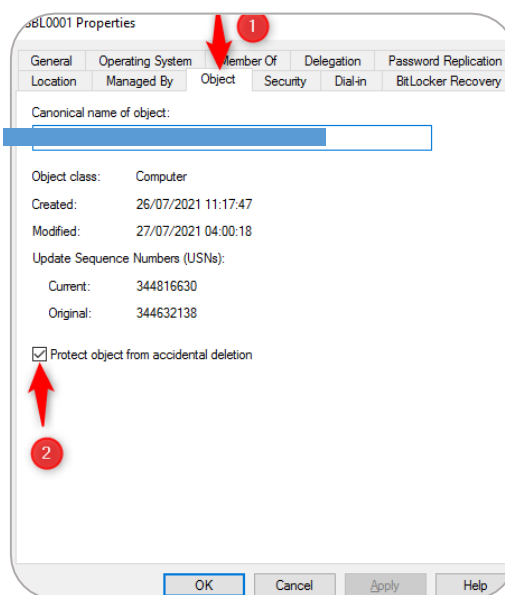 BBL0001 Properties
1
General Operating System Member Of Delegation Password Replication
Location Managed By Object Security Dial-in BitLocker Recovery
Canonical name of object:
Object class: Computer
Created: 26/07/2021 11:17:47
Modified: 27/07/2021 04:00:18
Update Sequence Numbers (USNs):
Current: 344816630
Original: 344632138
Protect object from accidental deletion
2
OK Cancel Apply Help